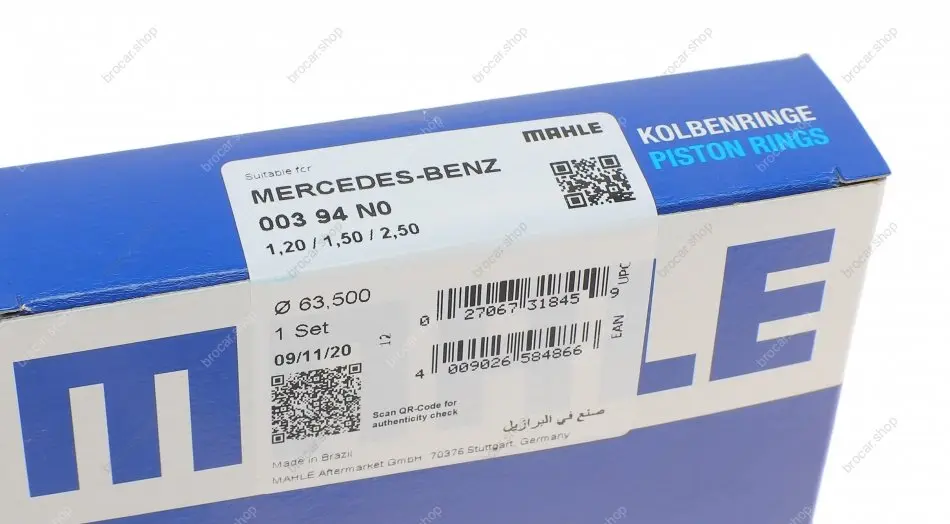 Suitable for
MERCEDES-BENZ
003 94 N0
1,20 / 1,50 / 2,50
MAHLE
KOLBENRINGE
PISTON RINGS
Ø 63,500
1 Set
09/11/20
12
0 27067 31845 9 UPC
4 009026 584866 EAN
Scan QR-Code for
authenticity check
صنع في البرازيل
Made in Brazil
MAHLE Aftermarket GmbH, 70376 Stuttgart, Germany
MAHLE
brocar.shop